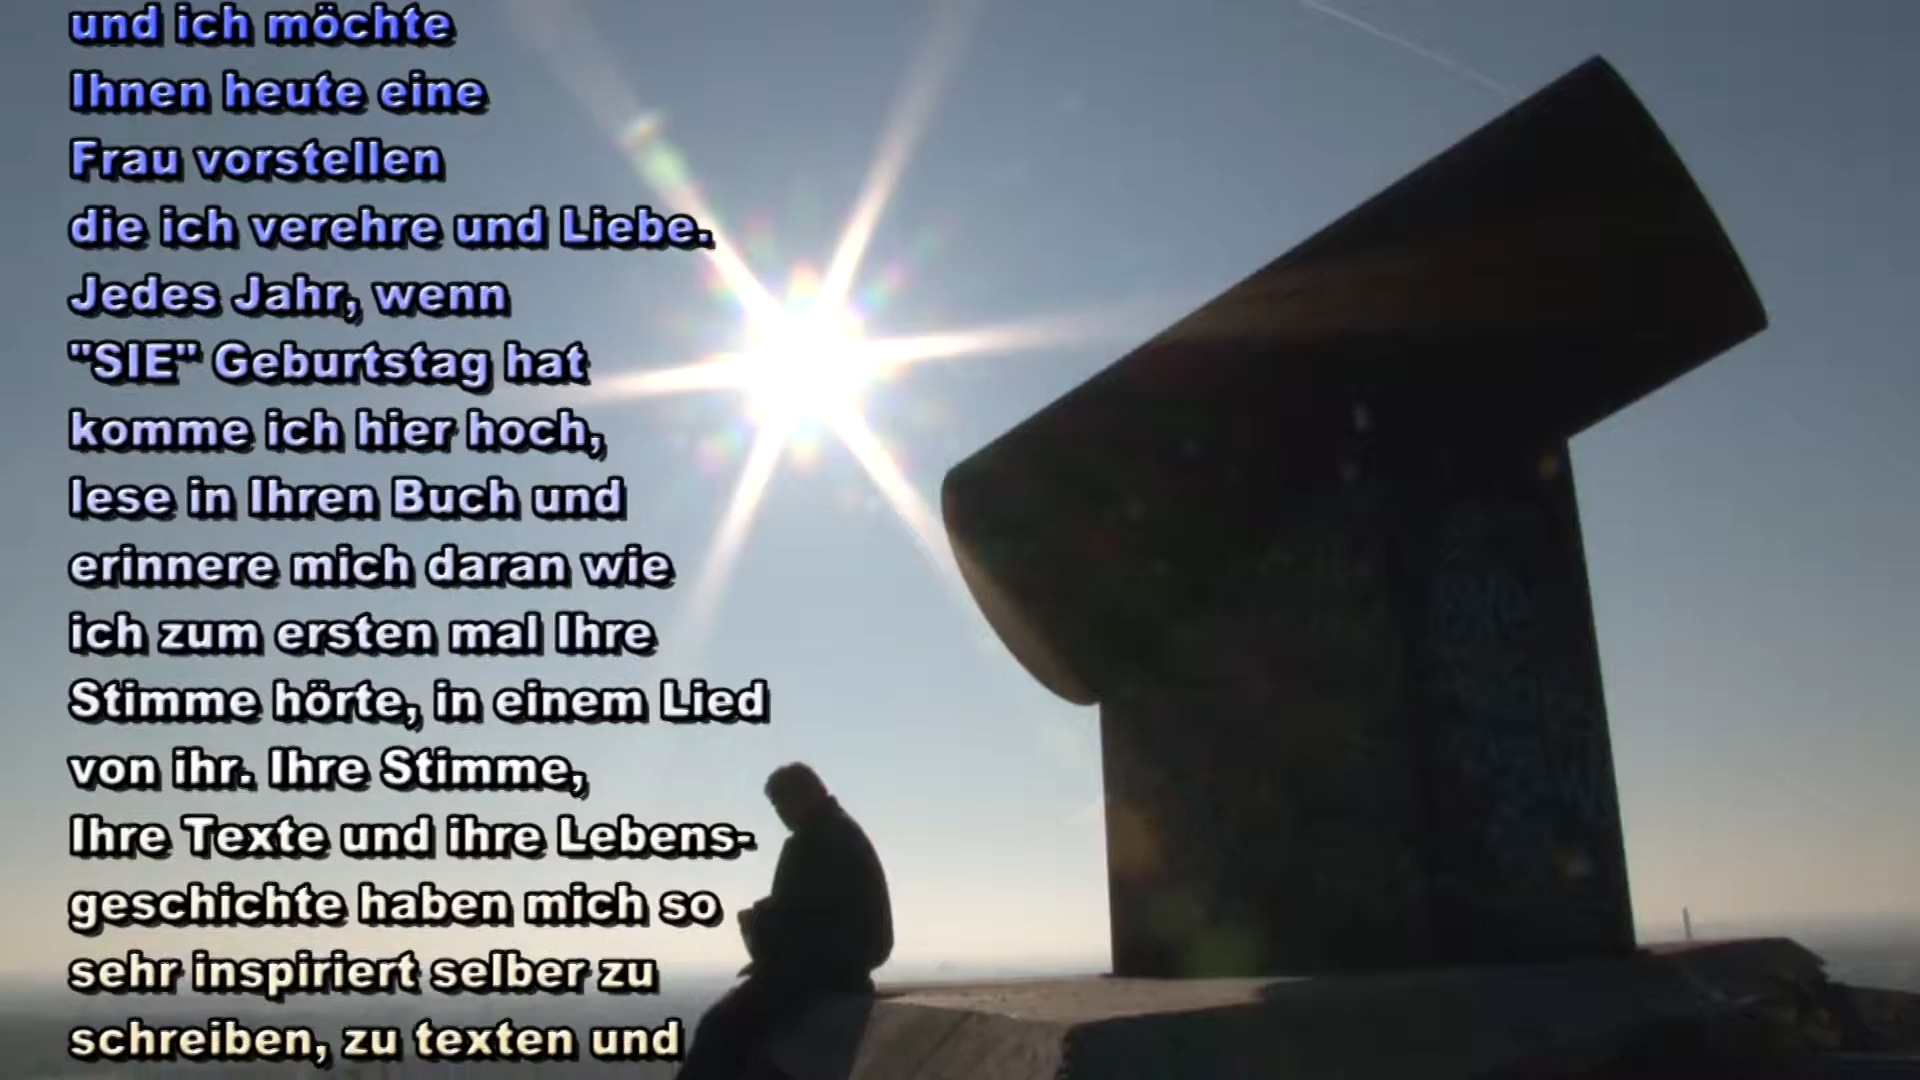 und ich möchte
Ihnen heute eine
Frau vorstellen
die ich verehre und Liebe.
Jedes Jahr, wenn
"SIE" Geburtstag hat
komme ich hier hoch,
lese in Ihren Buch und
erinnere mich daran wie
ich zum ersten mal Ihre
Stimme hörte, in einem Lied
von ihr. Ihre Stimme,
Ihre Texte und ihre Lebens-
geschichte haben mich so
sehr inspiriert selber zu
schreiben, zu texten und